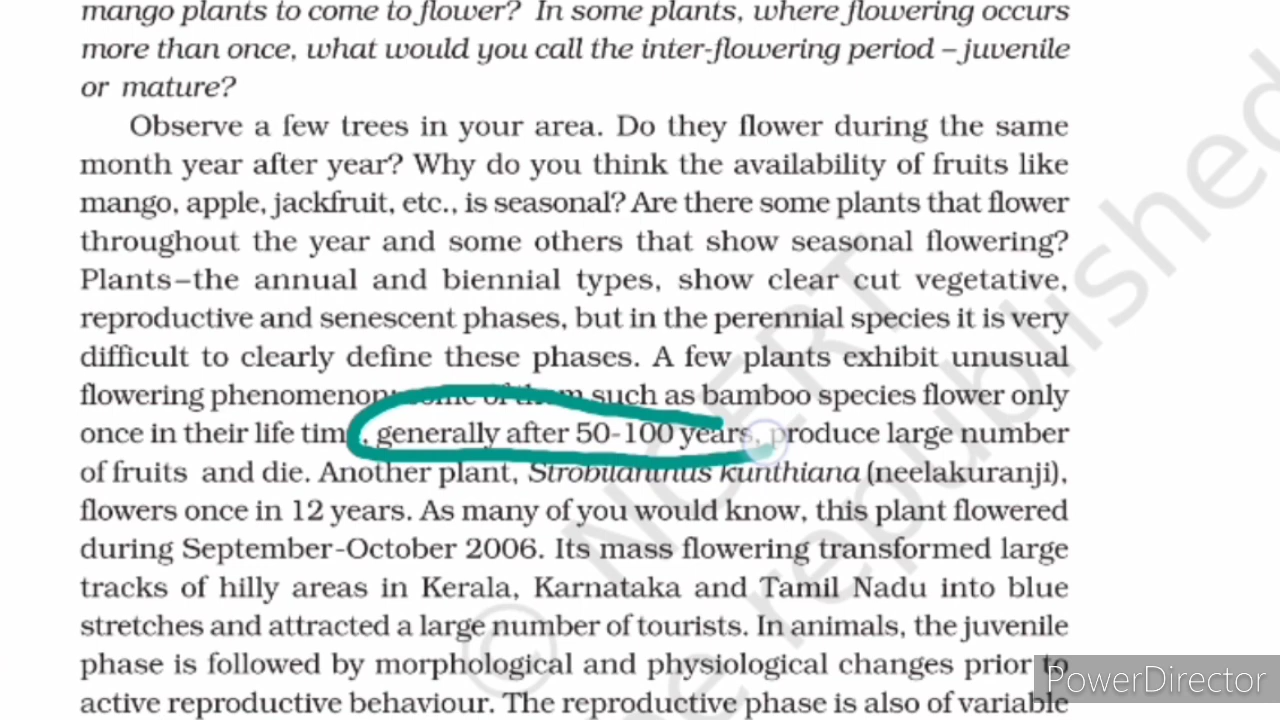 mango plants to come to flower? In some plants, where flowering occurs
more than once, what would you call the inter-flowering period – juvenile
or mature?
Observe a few trees in your area. Do they flower during the same
month year after year? Why do you think the availability of fruits like
mango, apple, jackfruit, etc., is seasonal? Are there some plants that flower
throughout the year and some others that show seasonal flowering?
Plants–the annual and biennial types, show clear cut vegetative,
reproductive and senescent phases, but in the perennial species it is very
difficult to clearly define these phases. A few plants exhibit unusual
flowering phenomenon; some of them such as bamboo species flower only
once in their life time, generally after 50-100 years, produce large number
of fruits and die. Another plant, Strobilanthus kunthiana (neelakuranji),
flowers once in 12 years. As many of you would know, this plant flowered
during September-October 2006. Its mass flowering transformed large
tracks of hilly areas in Kerala, Karnataka and Tamil Nadu into blue
stretches and attracted a large number of tourists. In animals, the juvenile
phase is followed by morphological and physiological changes prior to
active reproductive behaviour. The reproductive phase is also of variable
© NCERT
be republished
PowerDirector